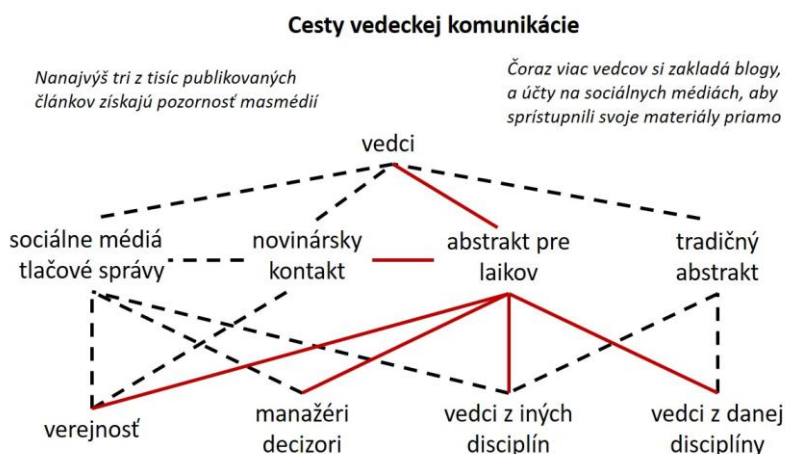 Cesty vedeckej komunikácie
Nanajvýš tri z tisíc publikovaných
článkov získajú pozornosť masmédií
Čoraz viac vedcov si zakladá blogy,
a účty na sociálnych médiách, aby
sprístupnili svoje materiály priamo
vedci
sociálne médiá
tlačové správy
novinársky
kontakt
abstrakt pre
laikov
tradičný
abstrakt
verejnosť
manažéri
decizori
vedci z iných
disciplín
vedci z danej
disciplíny